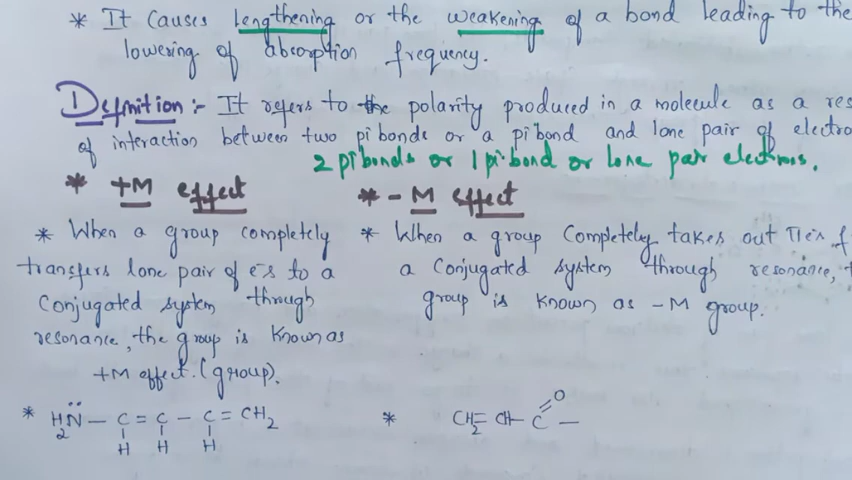 * It causes Lengthening or the weakening of a bond leading to the
lowering of absorption frequency.
Definition:- It refers to the polarity produced in a molecule as a res
of interaction between two pi bonds or a pi bond and lone pair of electro
2 pi bonds or 1 pi bond or lone pair electrons.
* +M effect
* - M effect
* When a group completely
transfers lone pair of e⁻s to a
conjugated system through
resonance, the group is known as
+M effect. (group).
* When a group completely takes out πe⁻s f
a conjugated system through resonance, t
group is known as -M group.
* H₂N̈ - C = C - C = CH₂
H H H
* CH₂= CH - C -
O